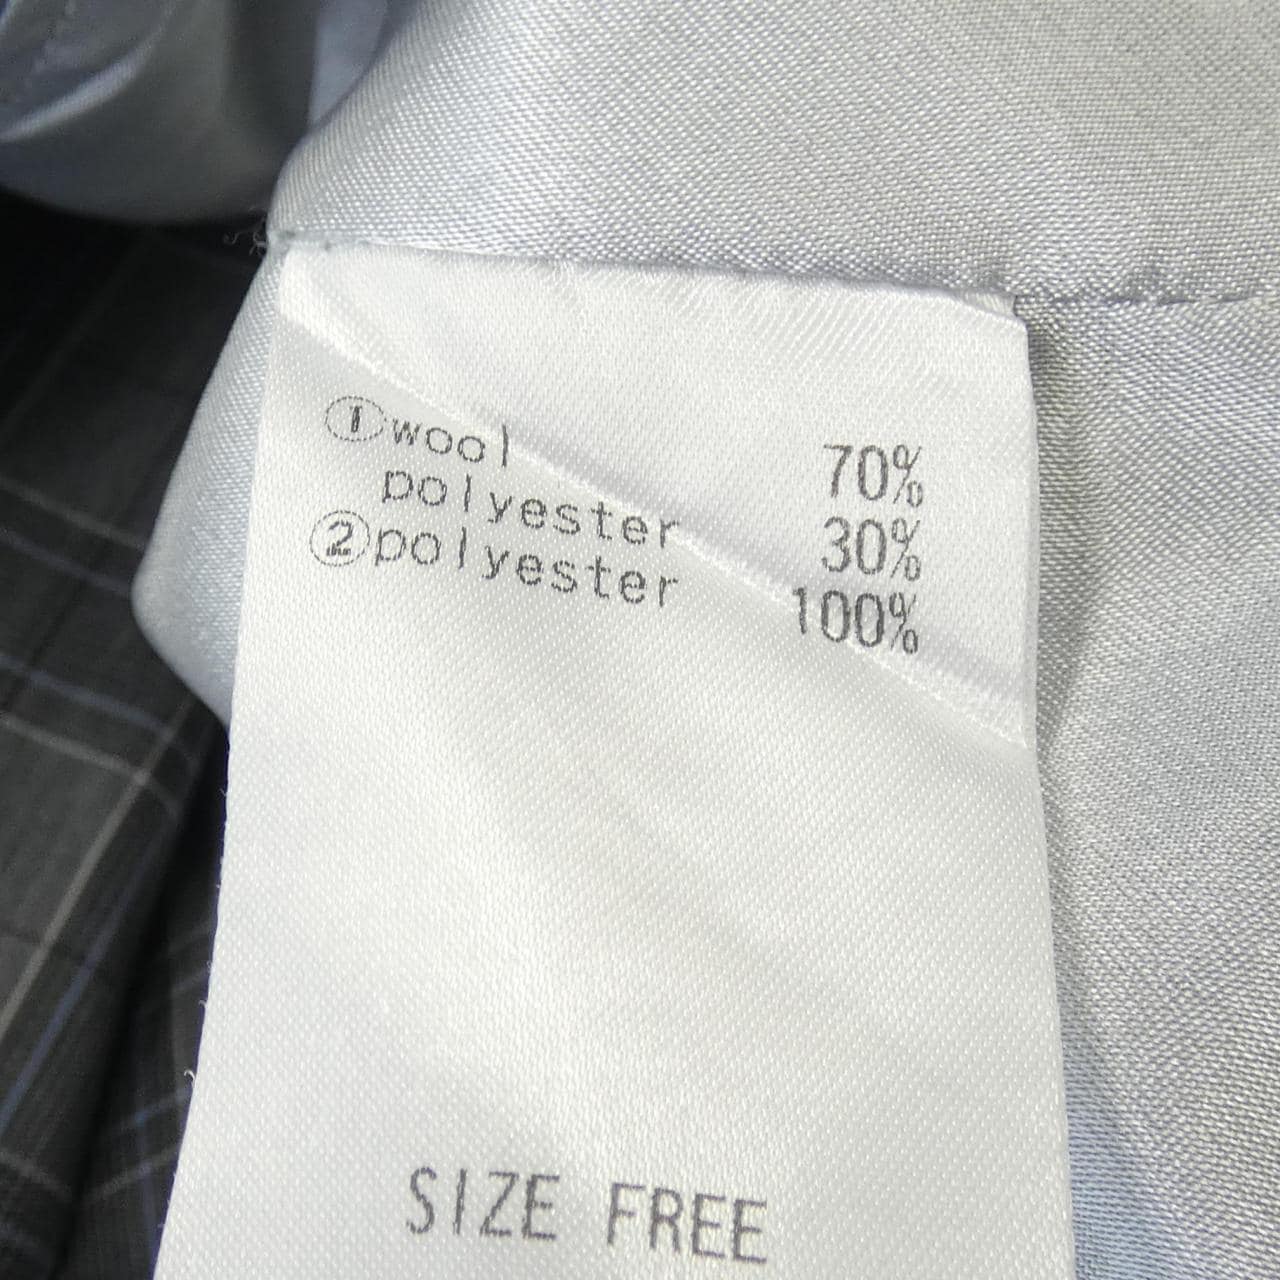 ①wool 70%
polyester 30%
②polyester 100%
SIZE FREE